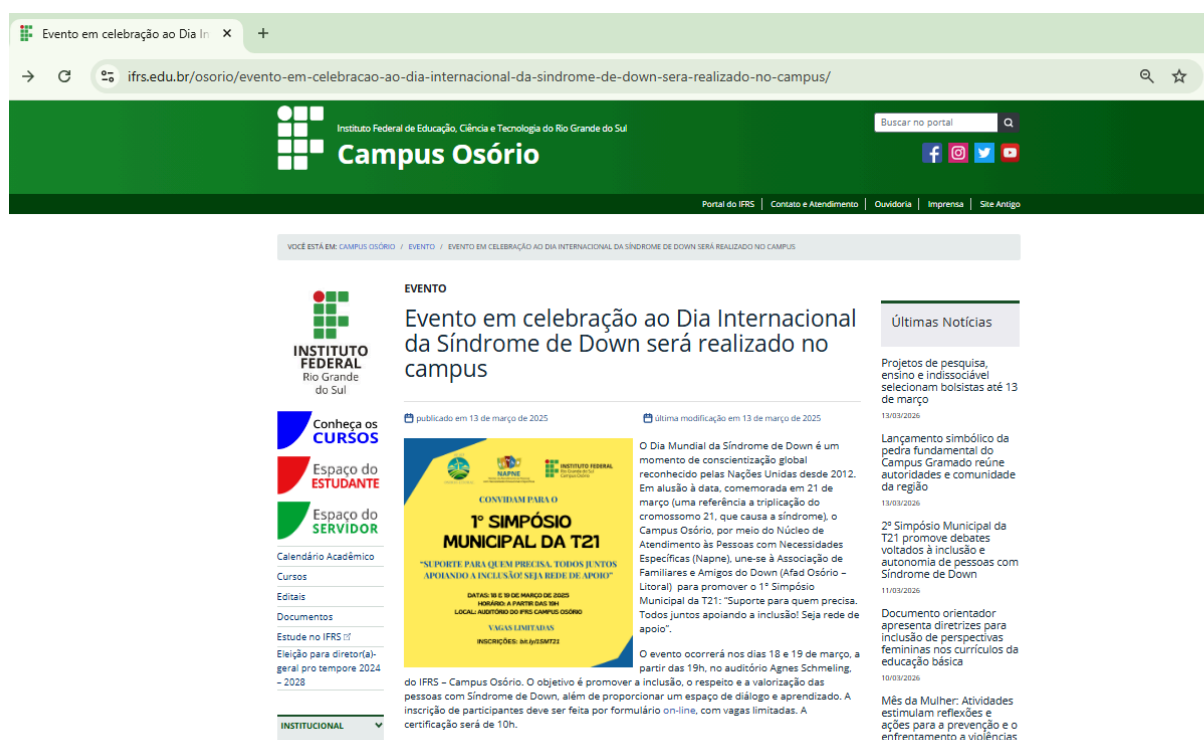 Evento em celebração ao Dia In
ifrs.edu.br/osorio/evento-em-celebracao-ao-dia-internacional-da-sindrome-de-down-sera-realizado-no-campus/
Instituto Federal de Educação, Ciência e Tecnologia do Rio Grande do Sul
Campus Osório
Buscar no portal
Portal do IFRS | Contato e Atendimento | Ouvidoria | Imprensa | Site Antigo
VOCÊ ESTÁ EM: CAMPUS OSÓRIO / EVENTO / EVENTO EM CELEBRAÇÃO AO DIA INTERNACIONAL DA SÍNDROME DE DOWN SERÁ REALIZADO NO CAMPUS
INSTITUTO
FEDERAL
Rio Grande
do Sul
Conheça os
CURSOS
Espaço do
ESTUDANTE
Espaço do
SERVIDOR
Calendário Acadêmico
Cursos
Editais
Documentos
Estude no IFRS
Eleição para diretor(a)-
geral pro tempore 2024
– 2028
INSTITUCIONAL
EVENTO
Evento em celebração ao Dia Internacional
da Síndrome de Down será realizado no
campus
publicado em 13 de março de 2025
última modificação em 13 de março de 2025
NAPNE
INSTITUTO FEDERAL
Rio Grande do Sul
Campus Osório
CONVIDAM PARA O
1º SIMPÓSIO
MUNICIPAL DA T21
"SUPORTE PARA QUEM PRECISA. TODOS JUNTOS
APOIANDO A INCLUSÃO! SEJA REDE DE APOIO"
DATAS: 18 E 19 DE MARÇO DE 2025
HORÁRIO: A PARTIR DAS 19H
LOCAL: AUDITÓRIO DO IFRS CAMPUS OSÓRIO
VAGAS LIMITADAS
INSCRIÇÕES: bit.ly/1SMT21
O Dia Mundial da Síndrome de Down é um
momento de conscientização global
reconhecido pelas Nações Unidas desde 2012.
Em alusão à data, comemorada em 21 de
março (uma referência a triplicação do
cromossomo 21, que causa a síndrome), o
Campus Osório, por meio do Núcleo de
Atendimento às Pessoas com Necessidades
Específicas (Napne), une-se à Associação de
Familiares e Amigos do Down (Afad Osório –
Litoral) para promover o 1º Simpósio
Municipal da T21: "Suporte para quem precisa.
Todos juntos apoiando a inclusão! Seja rede de
apoio".
O evento ocorrerá nos dias 18 e 19 de março, a
partir das 19h, no auditório Agnes Schmeling,
do IFRS – Campus Osório. O objetivo é promover a inclusão, o respeito e a valorização das
pessoas com Síndrome de Down, além de proporcionar um espaço de diálogo e aprendizado. A
inscrição de participantes deve ser feita por formulário on-line, com vagas limitadas. A
certificação será de 10h.
Últimas Notícias
Projetos de pesquisa,
ensino e indissociável
selecionam bolsistas até 13
de março
13/03/2026
Lançamento simbólico da
pedra fundamental do
Campus Gramado reúne
autoridades e comunidade
da região
13/03/2026
2º Simpósio Municipal da
T21 promove debates
voltados à inclusão e
autonomia de pessoas com
Síndrome de Down
11/03/2026
Documento orientador
apresenta diretrizes para
inclusão de perspectivas
femininas nos currículos da
educação básica
10/03/2026
Mês da Mulher: Atividades
estimulam reflexões e
ações para a prevenção e o
enfrentamento a violências